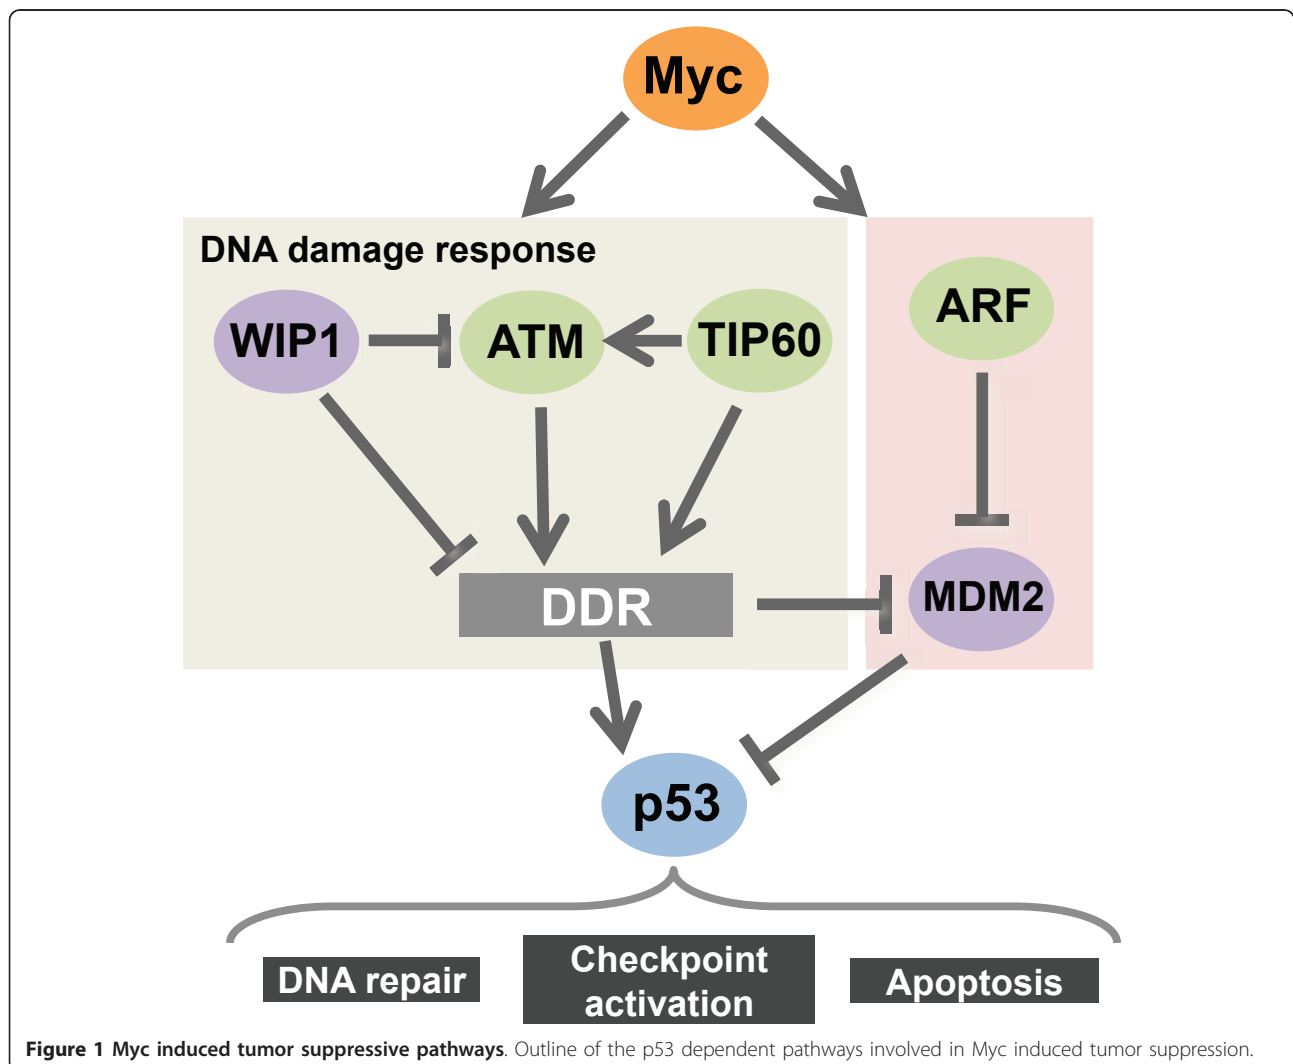 Myc
DNA damage response
WIP1
ATM
TIP60
ARF
DDR
MDM2
p53
DNA repair
Checkpoint
activation
Apoptosis
Figure 1 Myc induced tumor suppressive pathways. Outline of the p53 dependent pathways involved in Myc induced tumor suppression.